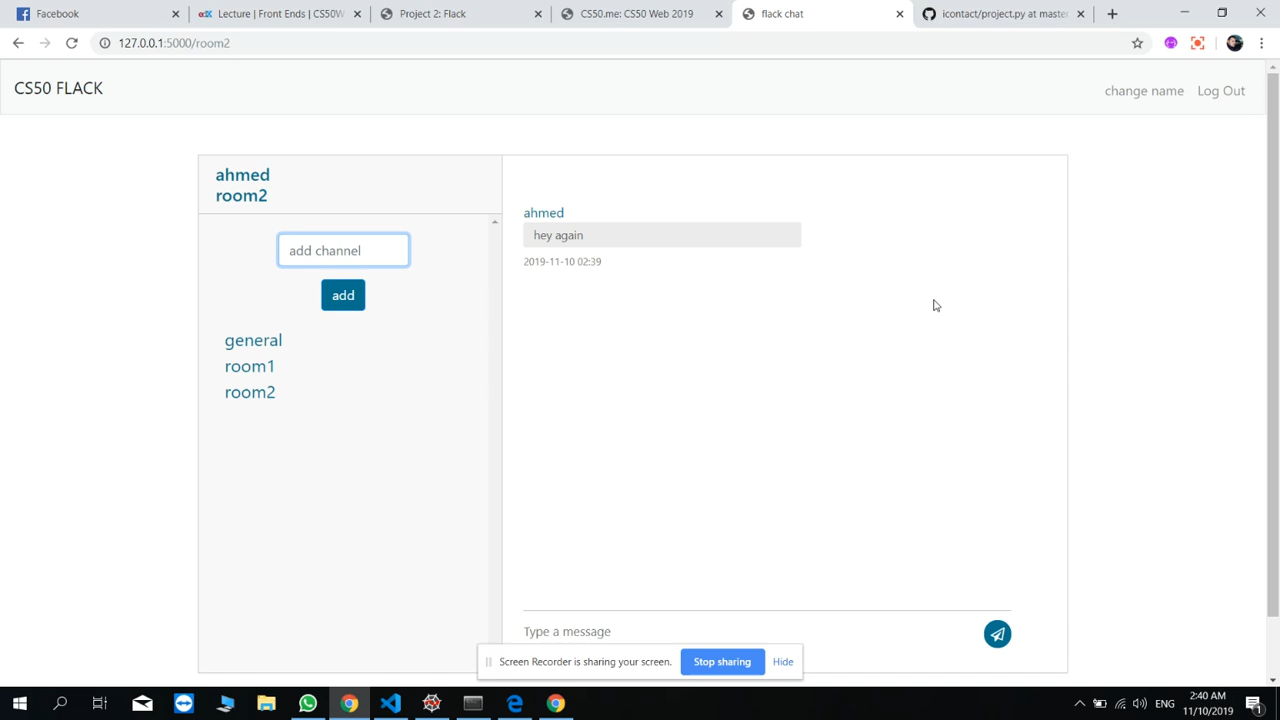 Facebook
Lecture | Front Ends | CS50W
Project 2: Flack
CS50.me: CS50 Web 2019
flack chat
icontact/project.py at master
127.0.0.1:5000/room2
CS50 FLACK
change name
Log Out
ahmed
room2
add channel
add
general
room1
room2
ahmed
hey again
2019-11-10 02:39
Type a message
Screen Recorder is sharing your screen.
Stop sharing
Hide
ENG
2:40 AM
11/10/2019
1